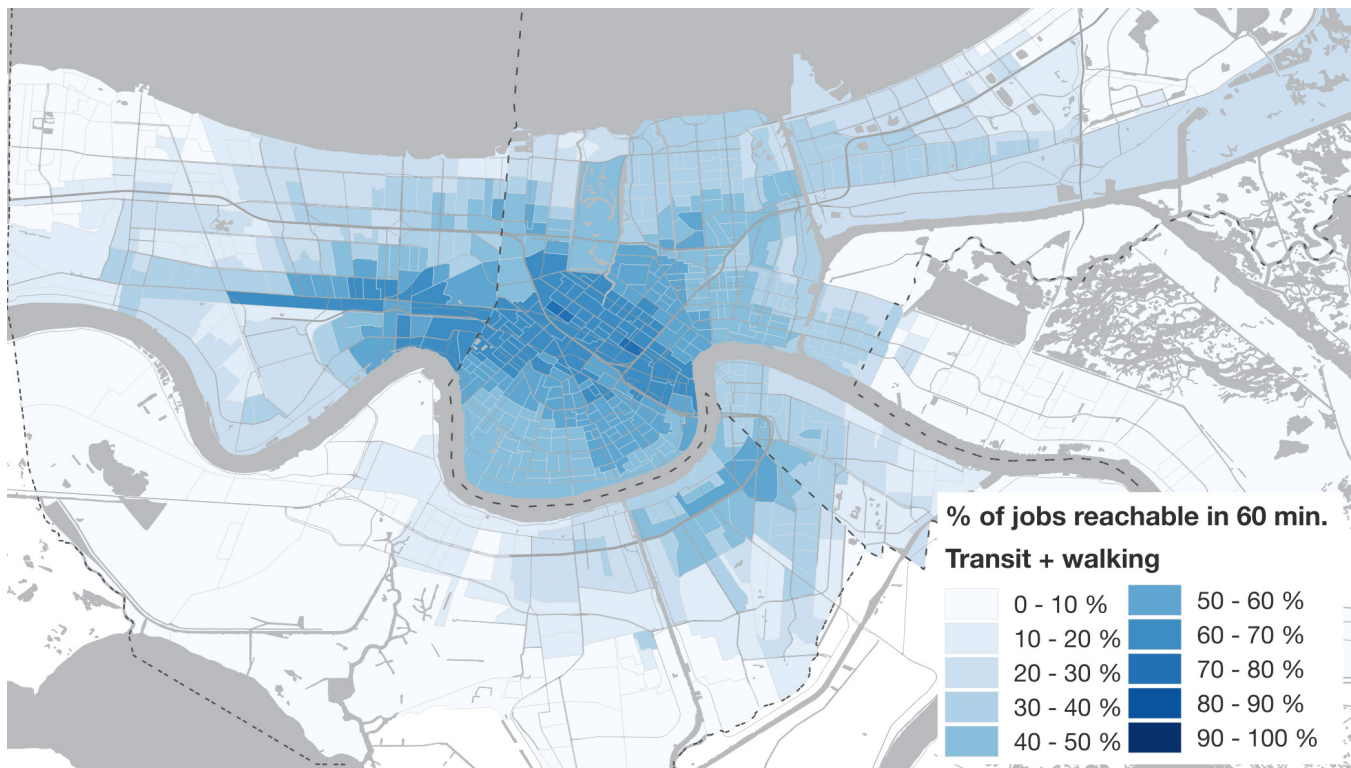 % of jobs reachable in 60 min.
Transit + walking
0 - 10 %
10 - 20 %
20 - 30 %
30 - 40 %
40 - 50 %
50 - 60 %
60 - 70 %
70 - 80 %
80 - 90 %
90 - 100 %